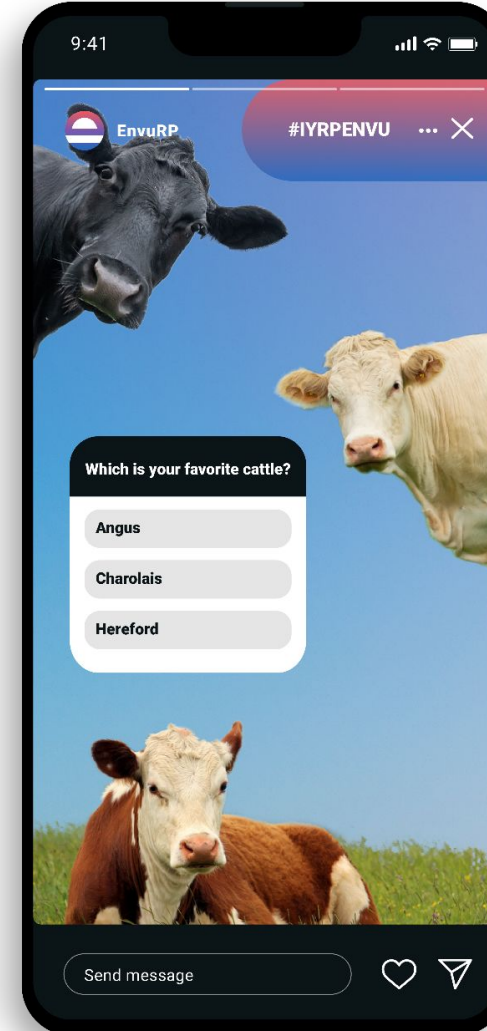 9:41
EnvuRP
#IYRPENVU
Which is your favorite cattle?
Angus
Charolais
Hereford
Send message